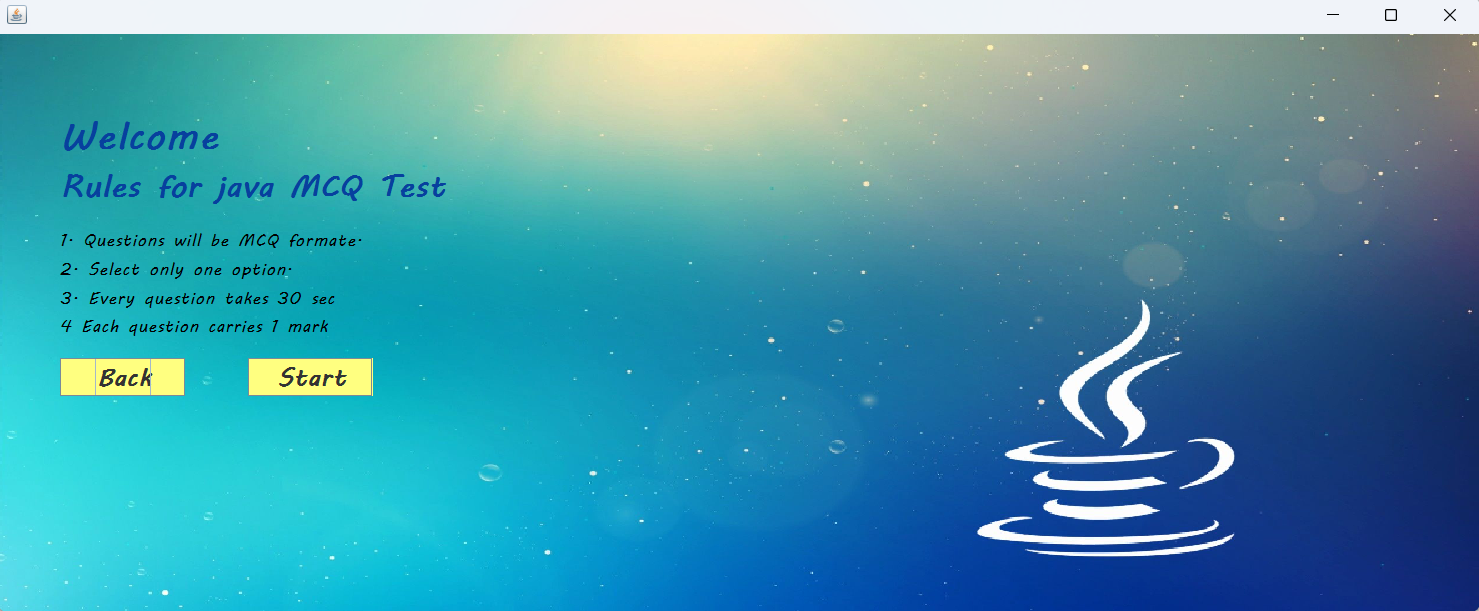 Welcome
Rules for java MCQ Test
1. Questions will be MCQ formate.
2. Select only one option.
3. Every question takes 30 sec
4 Each question carries 1 mark
Back Start